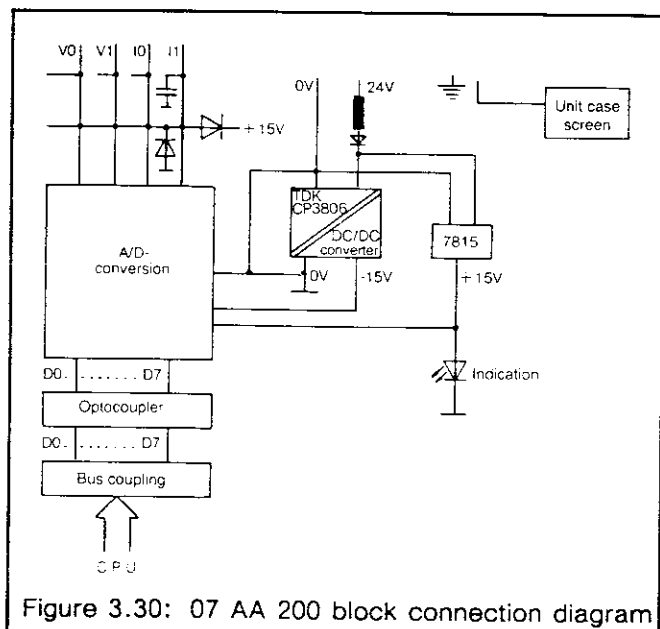 V0 V1 I0 I1
0V 24V
Unit case
screen
+15V
TDK
CP3806
DC/DC
converter
7815
A/D-
conversion
0V -15V +15V
D0.........D7
Indication
Optocoupler
D0.........D7
Bus coupling
CPU
Figure 3.30: 07 AA 200 block connection diagram